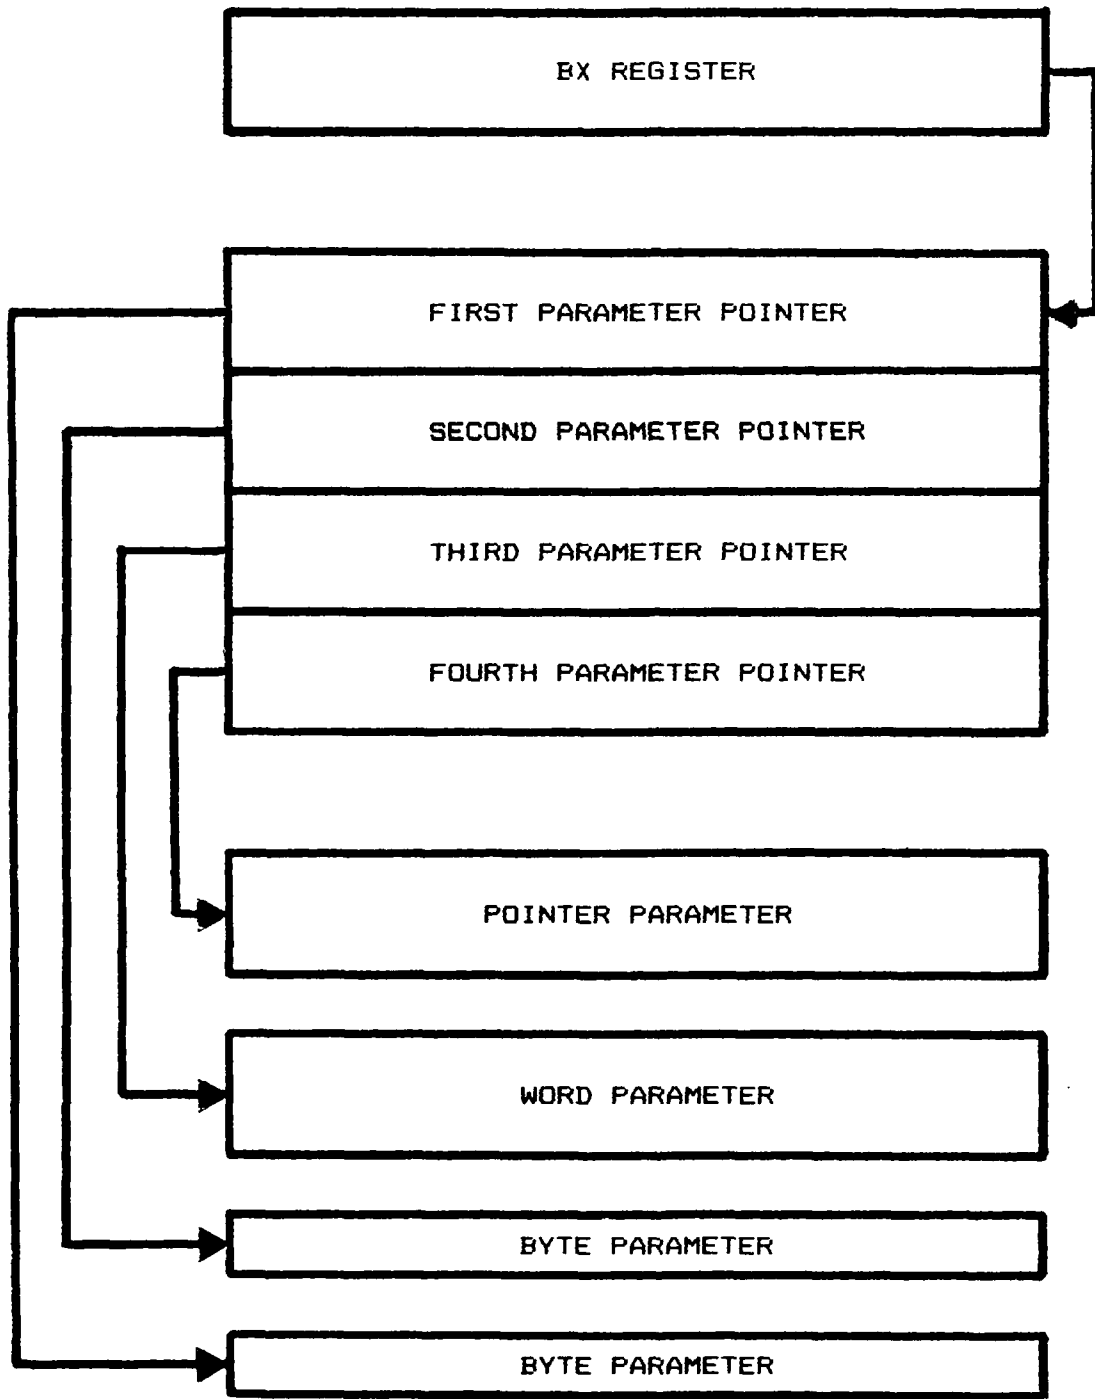 BX REGISTER
FIRST PARAMETER POINTER
SECOND PARAMETER POINTER
THIRD PARAMETER POINTER
FOURTH PARAMETER POINTER
POINTER PARAMETER
WORD PARAMETER
BYTE PARAMETER
BYTE PARAMETER